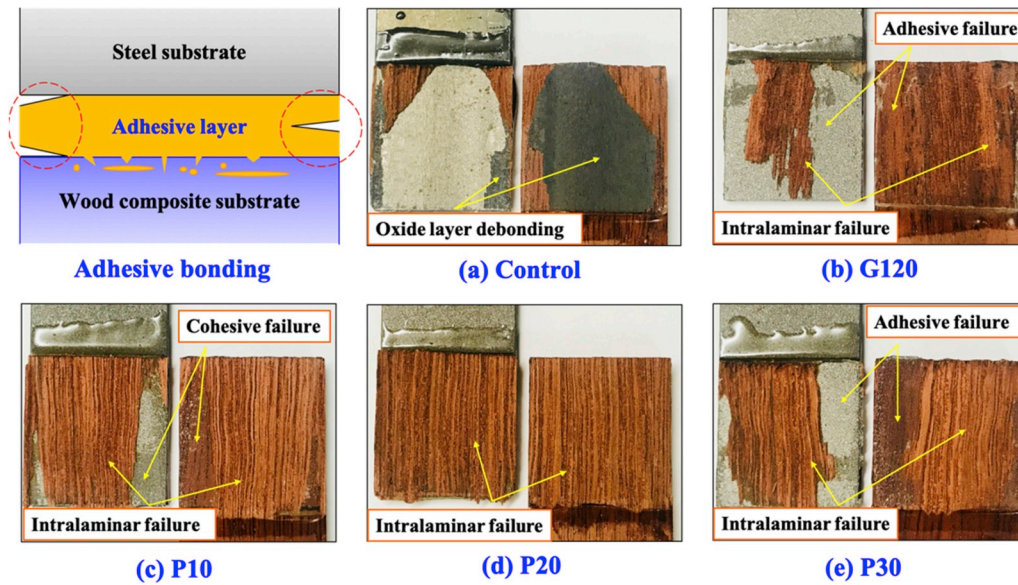 Steel substrate
Adhesive layer
Wood composite substrate
Adhesive bonding
Oxide layer debonding
(a) Control
Adhesive failure
Intralaminar failure
(b) G120
Cohesive failure
Intralaminar failure
(c) P10
Intralaminar failure
(d) P20
Adhesive failure
Intralaminar failure
(e) P30